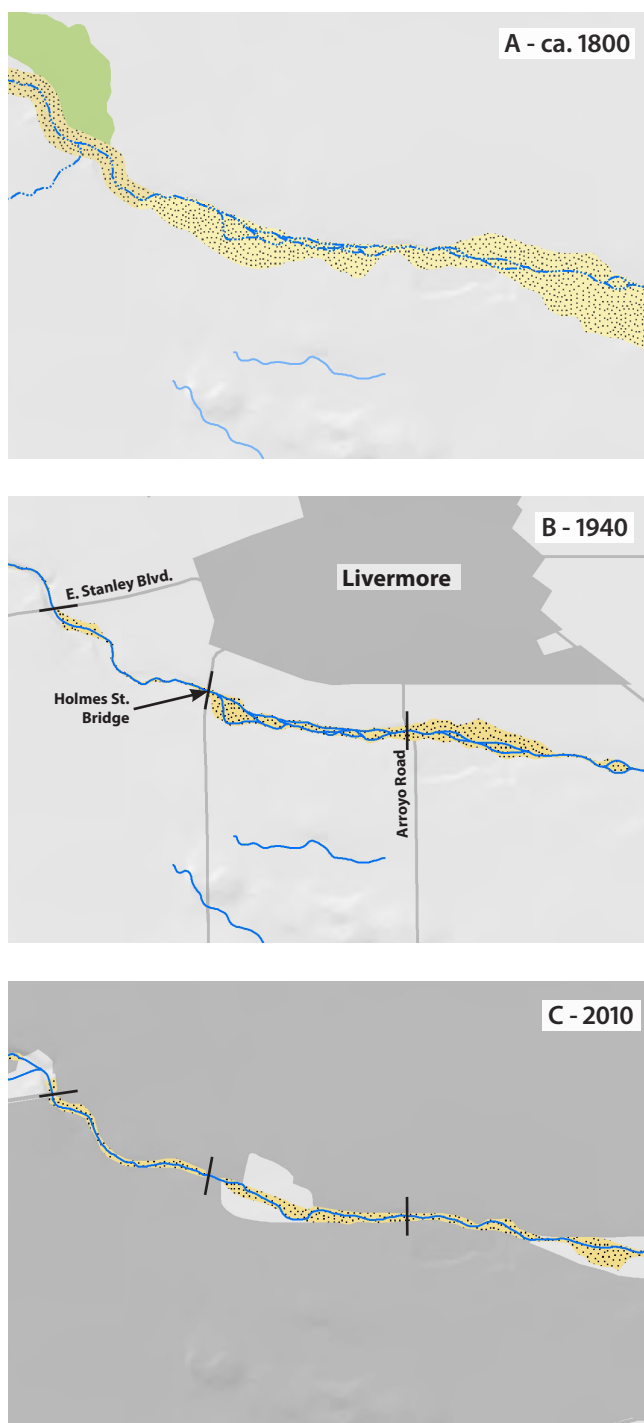 A - ca. 1800
B - 1940
Livermore
E. Stanley Blvd.
Holmes St.
Bridge
Arroyo Road
C - 2010